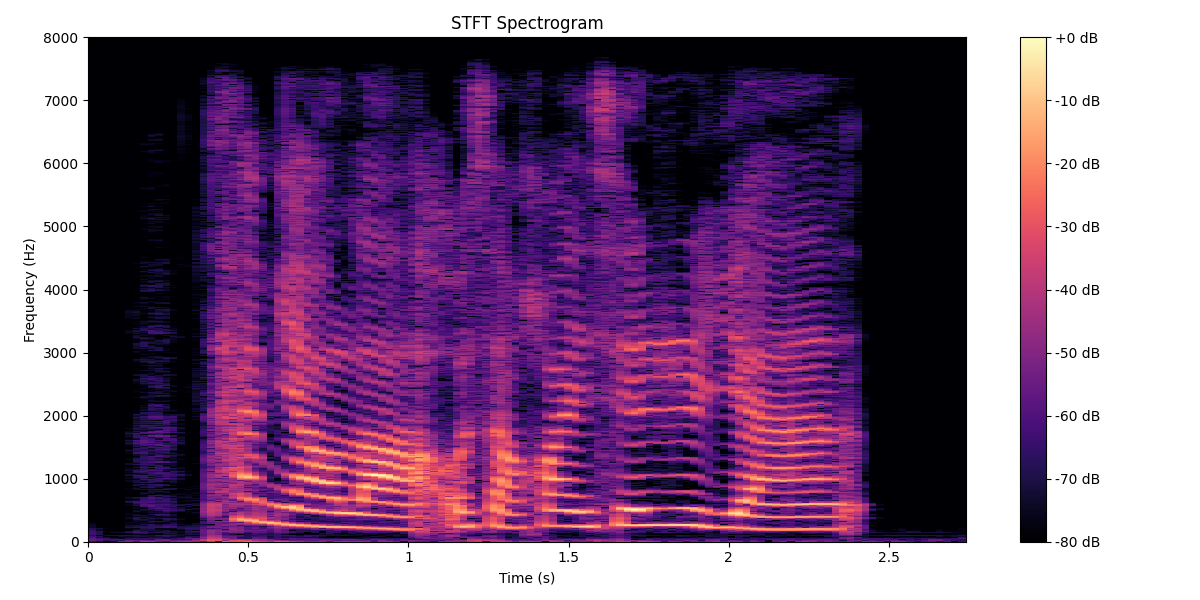 STFT Spectrogram
8000
7000
6000
5000
4000
3000
2000
1000
0
Frequency (Hz)
0
0.5
1
1.5
2
2.5
Time (s)
+0 dB
-10 dB
-20 dB
-30 dB
-40 dB
-50 dB
-60 dB
-70 dB
-80 dB